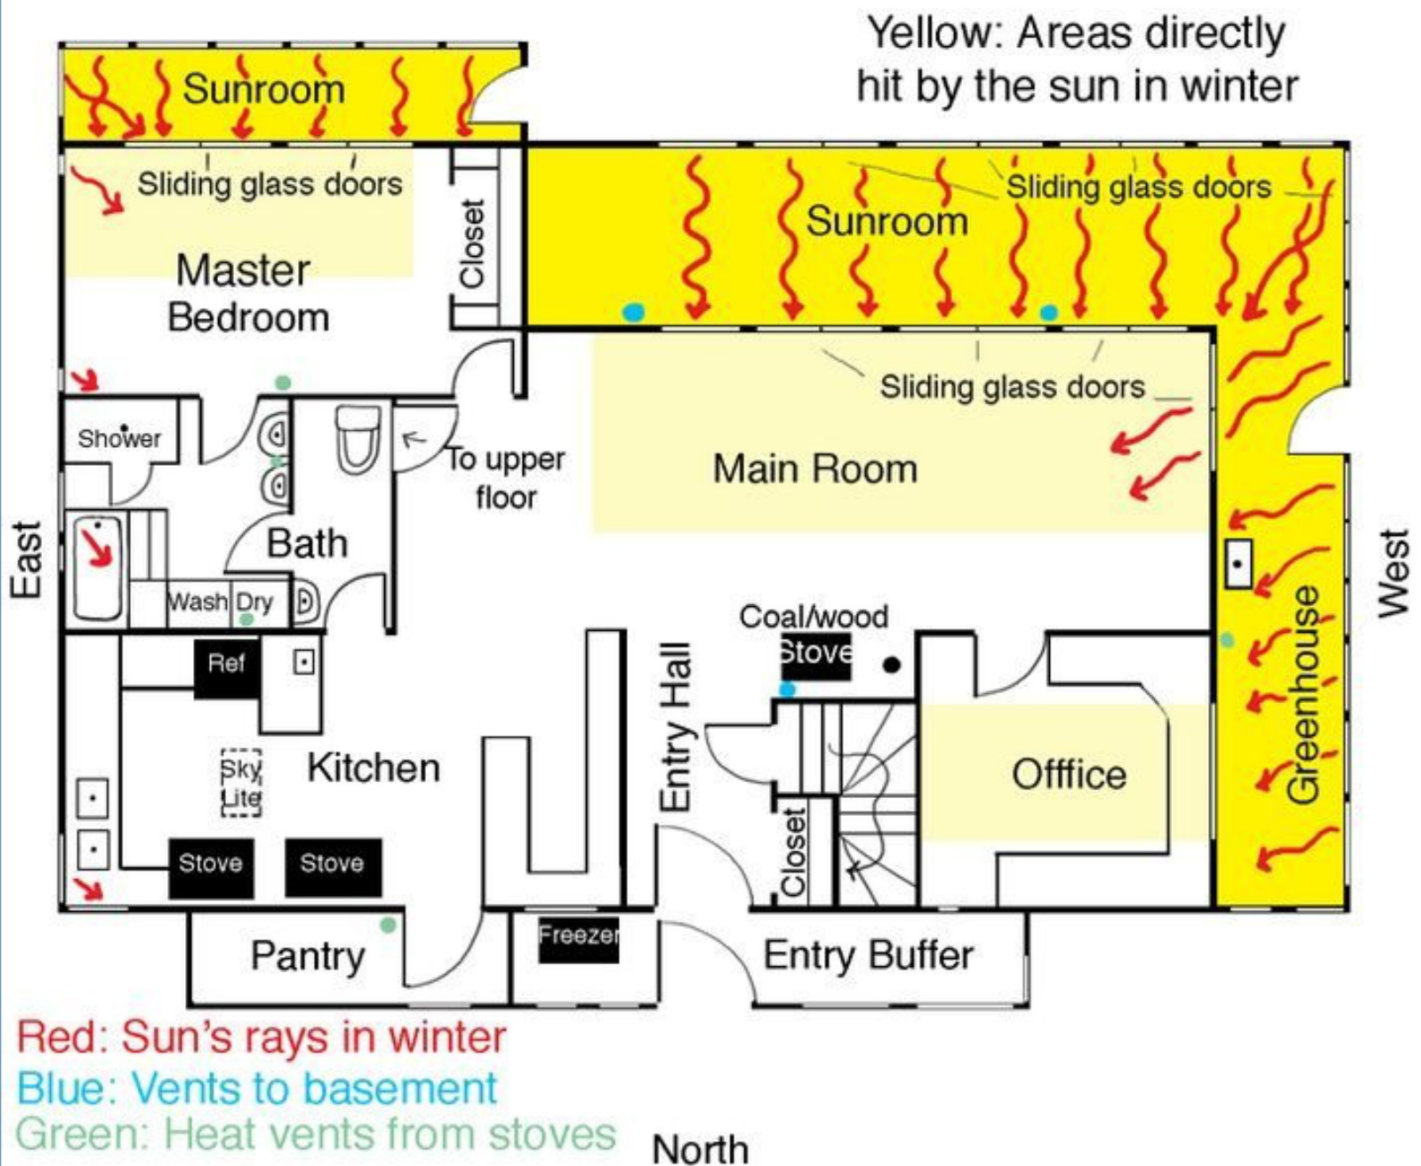 Yellow: Areas directly
hit by the sun in winter
Sunroom
Sliding glass doors
Master
Bedroom
Closet
Sunroom
Sliding glass doors
Sliding glass doors
Main Room
To upper
floor
Shower
Bath
Wash
Dry
East
West
Coal/wood
Stove
Ref
Entry Hall
Greenhouse
Kitchen
Sky
Lite
Offfice
Closet
Stove
Stove
Pantry
Freezer
Entry Buffer
Red: Sun's rays in winter
Blue: Vents to basement
Green: Heat vents from stoves
North